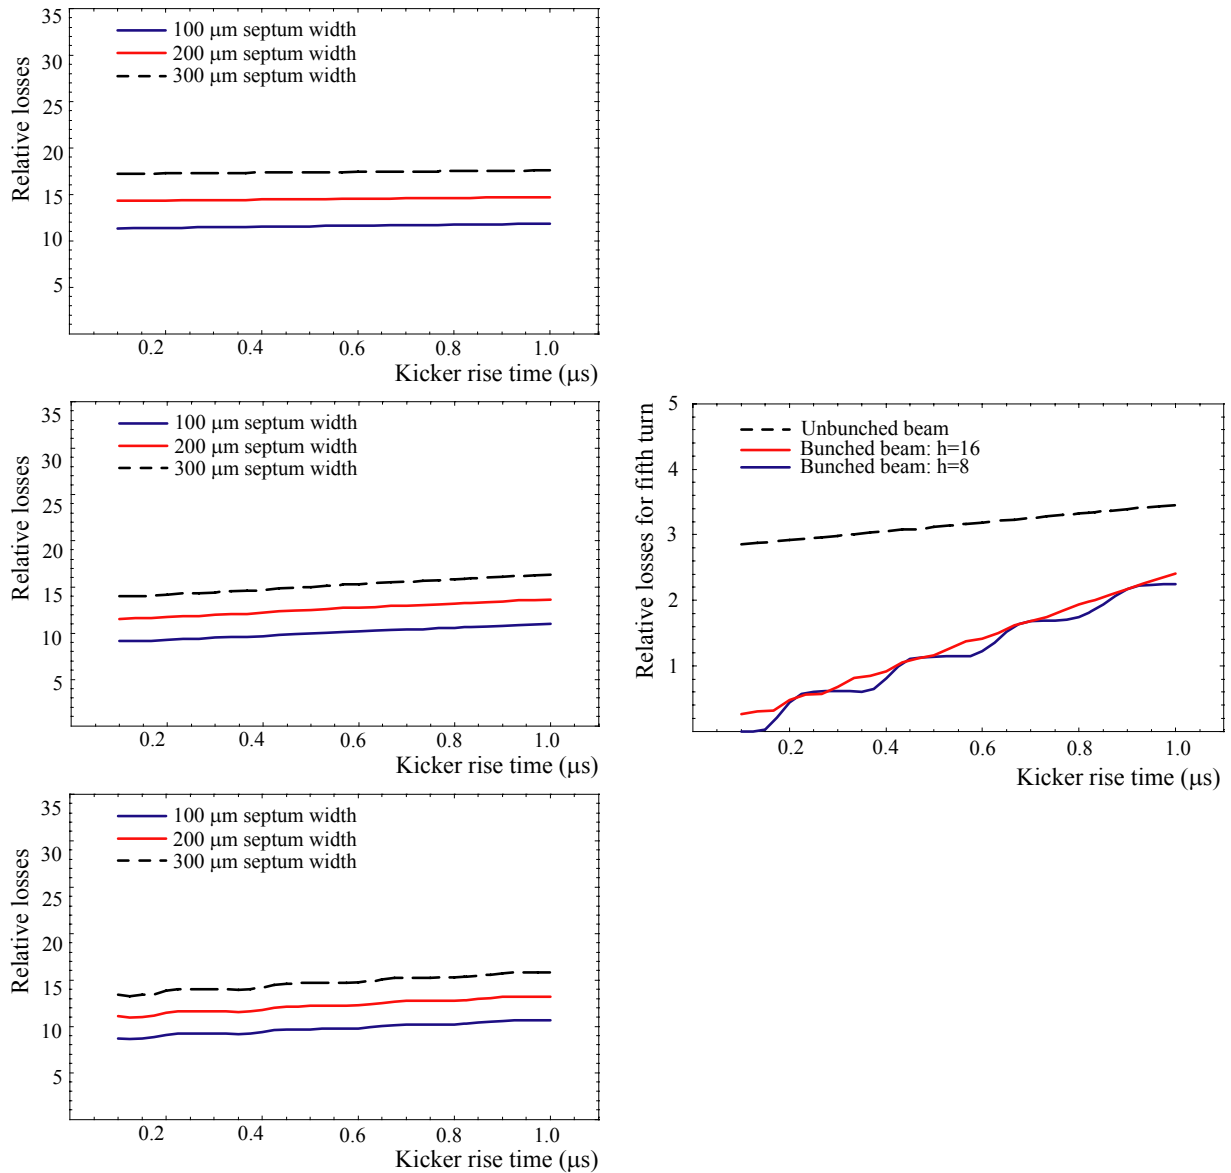 35
30
25
20
15
10
5
Relative losses
100 μm septum width
200 μm septum width
300 μm septum width
0.2 0.4 0.6 0.8 1.0
Kicker rise time (μs)
35
30
25
20
15
10
5
Relative losses
100 μm septum width
200 μm septum width
300 μm septum width
0.2 0.4 0.6 0.8 1.0
Kicker rise time (μs)
5
4
3
2
1
Relative losses for fifth turn
Unbunched beam
Bunched beam: h=16
Bunched beam: h=8
0.2 0.4 0.6 0.8 1.0
Kicker rise time (μs)
35
30
25
20
15
10
5
Relative losses
100 μm septum width
200 μm septum width
300 μm septum width
0.2 0.4 0.6 0.8 1.0
Kicker rise time (μs)